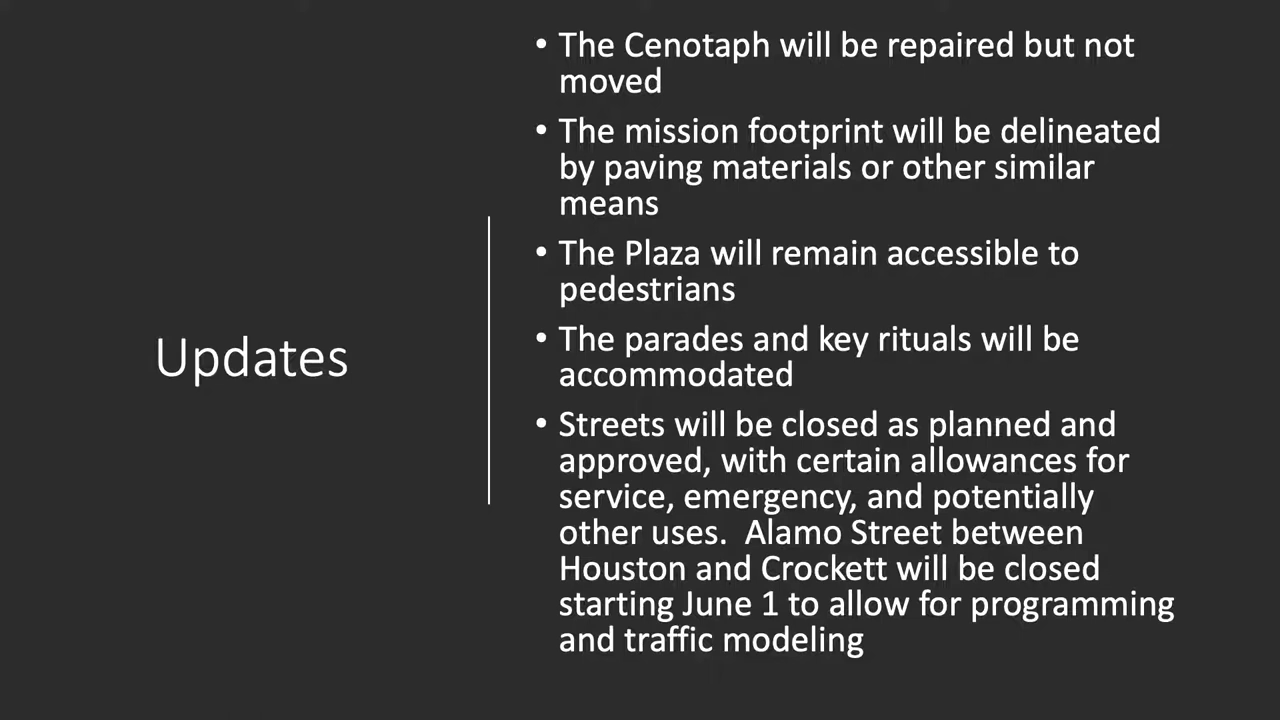 Updates
• The Cenotaph will be repaired but not
moved
• The mission footprint will be delineated
by paving materials or other similar
means
• The Plaza will remain accessible to
pedestrians
• The parades and key rituals will be
accommodated
• Streets will be closed as planned and
approved, with certain allowances for
service, emergency, and potentially
other uses.  Alamo Street between
Houston and Crockett will be closed
starting June 1 to allow for programming
and traffic modeling